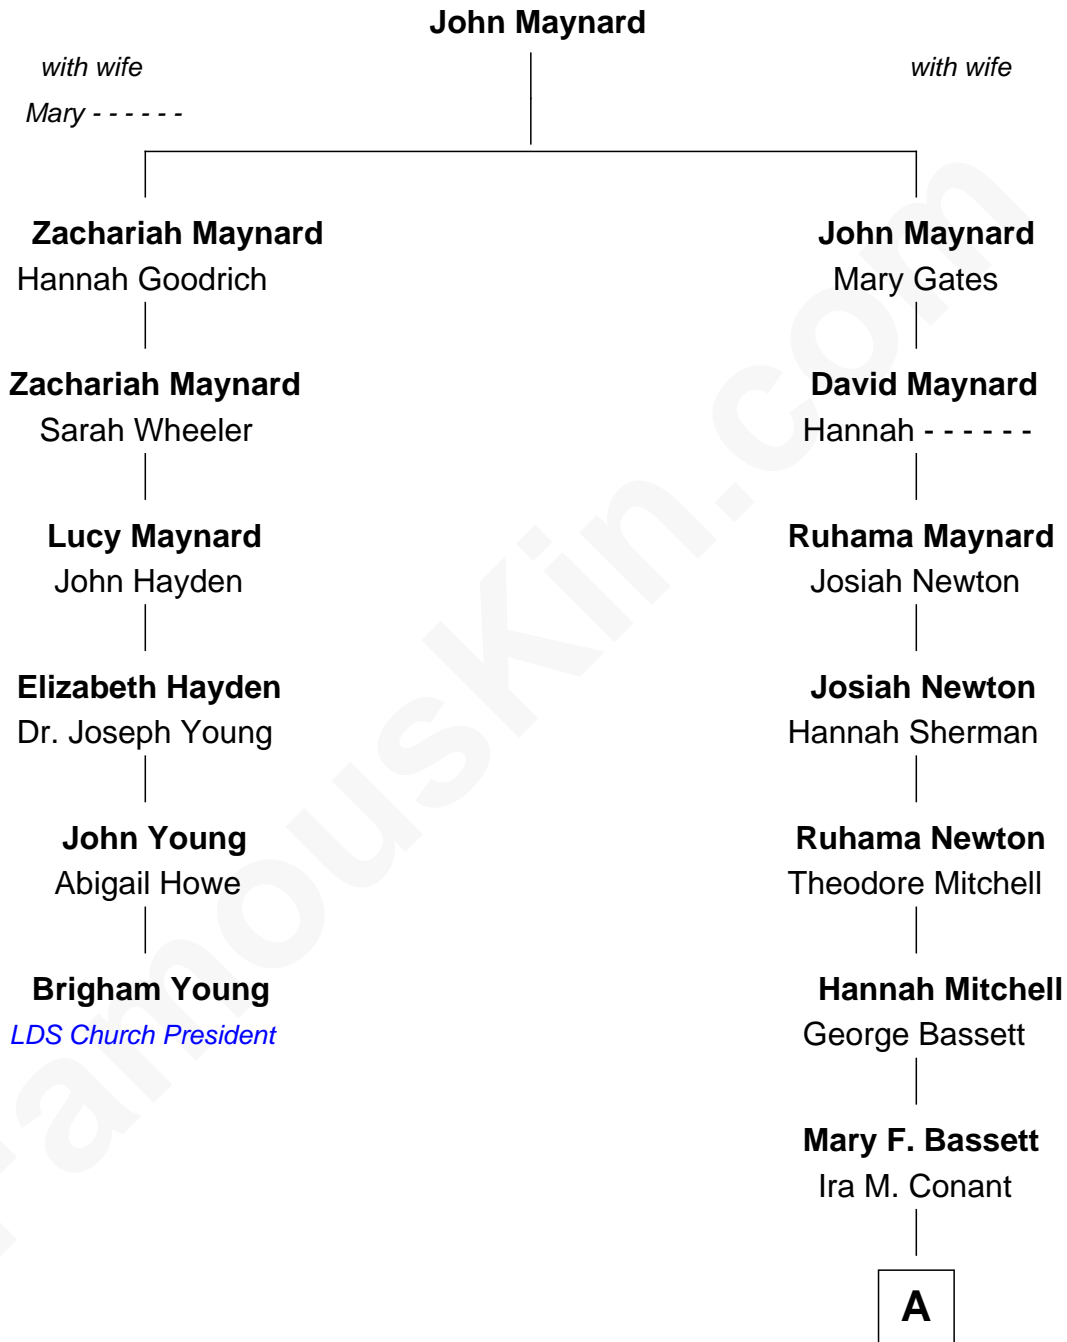 John Maynard
with wife
with wife
Mary - - - - - -
Zachariah Maynard
John Maynard
Hannah Goodrich
Mary Gates
Zachariah Maynard
David Maynard
Sarah Wheeler
Hannah - - - - - -
Lucy Maynard
Ruhama Maynard
John Hayden
Josiah Newton
Elizabeth Hayden
Josiah Newton
Dr. Joseph Young
Hannah Sherman
John Young
Ruhama Newton
Abigail Howe
Theodore Mitchell
Brigham Young
Hannah Mitchell
LDS Church President
George Bassett
Mary F. Bassett
Ira M. Conant
A
FamousKin.com